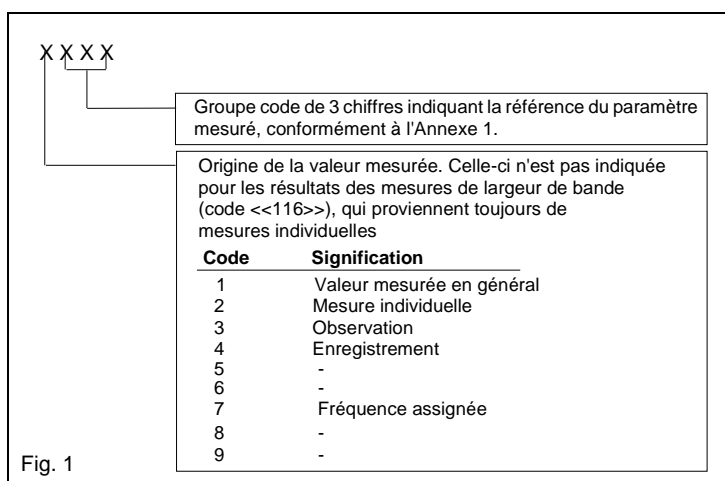 X X X X
Groupe code de 3 chiffres indiquant la référence du paramètre
mesuré, conformément à l'Annexe 1.
Origine de la valeur mesurée. Celle-ci n'est pas indiquée
pour les résultats des mesures de largeur de bande
(code <<116>>), qui proviennent toujours de
mesures individuelles
Code Signification
1 Valeur mesurée en général
2 Mesure individuelle
3 Observation
4 Enregistrement
5 -
6 -
7 Fréquence assignée
8 -
9 -
Fig. 1